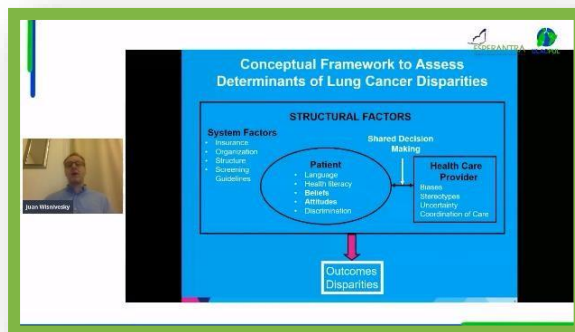 ESPERANTRA
Conceptual Framework to Assess
Determinants of Lung Cancer Disparities
STRUCTURAL FACTORS
System Factors
• Insurance
• Organization
• Structure
• Screening
Guidelines
Patient
• Language
• Health literacy
• Beliefs
• Attitudes
• Discrimination
Shared Decision
Making
Health Care
Provider
Biases
Stereotypes
Uncertainty
Coordination of Care
Outcomes
Disparities
Juan Wisnivesky